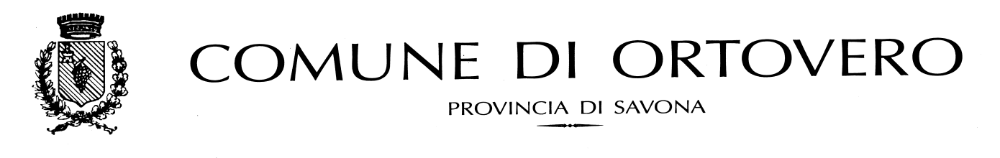 COMUNE DI ORTOVERO
PROVINCIA DI SAVONA